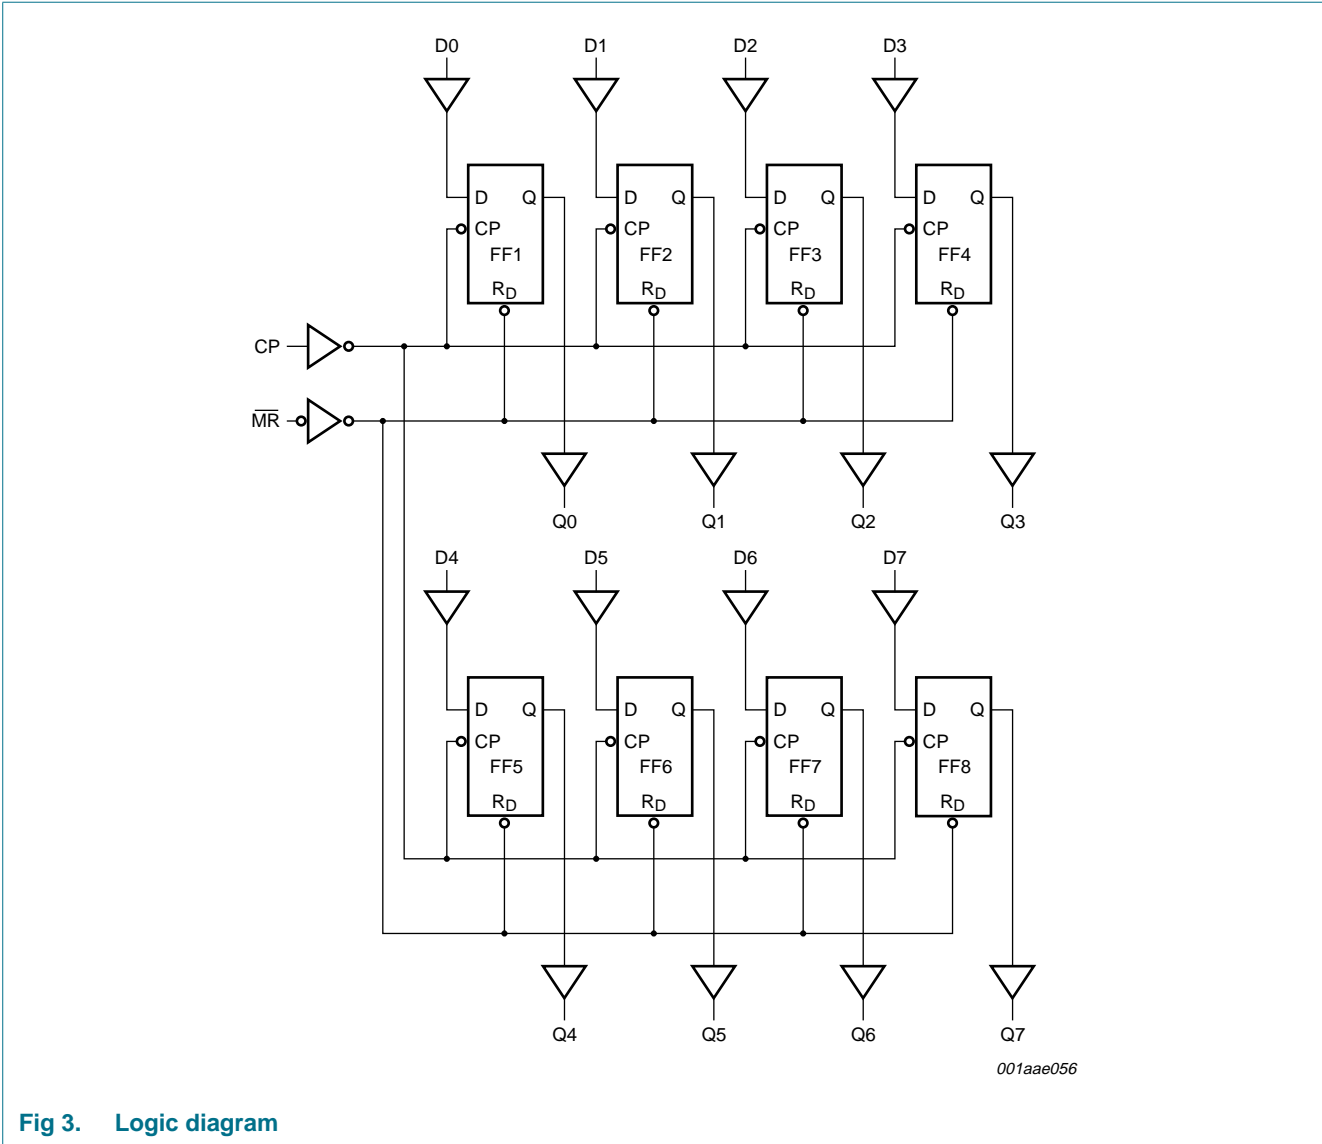 D0 D1 D2 D3
D Q D Q D Q D Q
CP CP CP CP
FF1 FF2 FF3 FF4
RD RD RD RD
CP
MR
Q0 Q1 Q2 Q3
D4 D5 D6 D7
D Q D Q D Q D Q
CP CP CP CP
FF5 FF6 FF7 FF8
RD RD RD RD
Q4 Q5 Q6 Q7
001aae056
Fig 3. Logic diagram